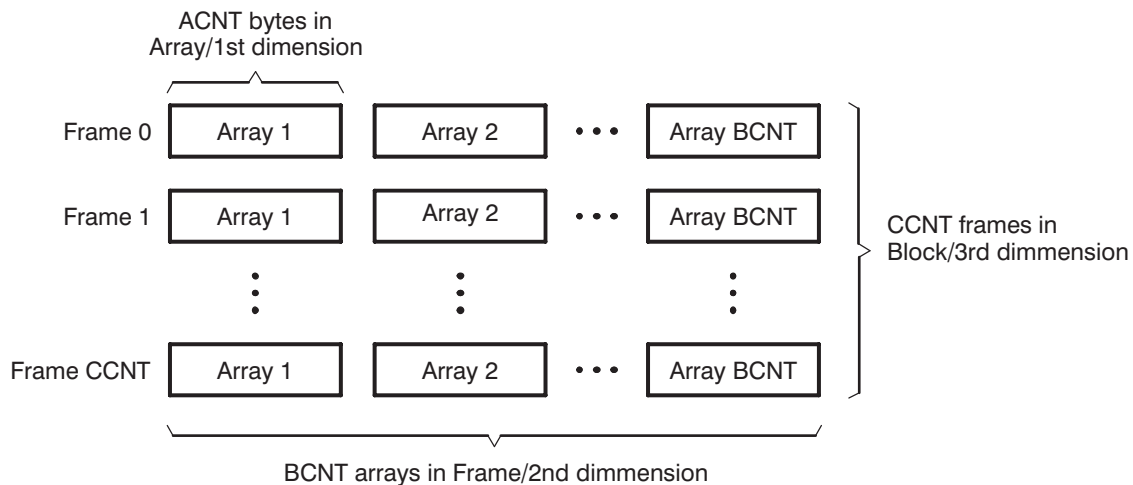 ACNT bytes in
Array/1st dimension
Frame 0 Array 1 Array 2 Array BCNT
Frame 1 Array 1 Array 2 Array BCNT
CCNT frames in
Block/3rd dimmension
Frame CCNT Array 1 Array 2 Array BCNT
BCNT arrays in Frame/2nd dimmension